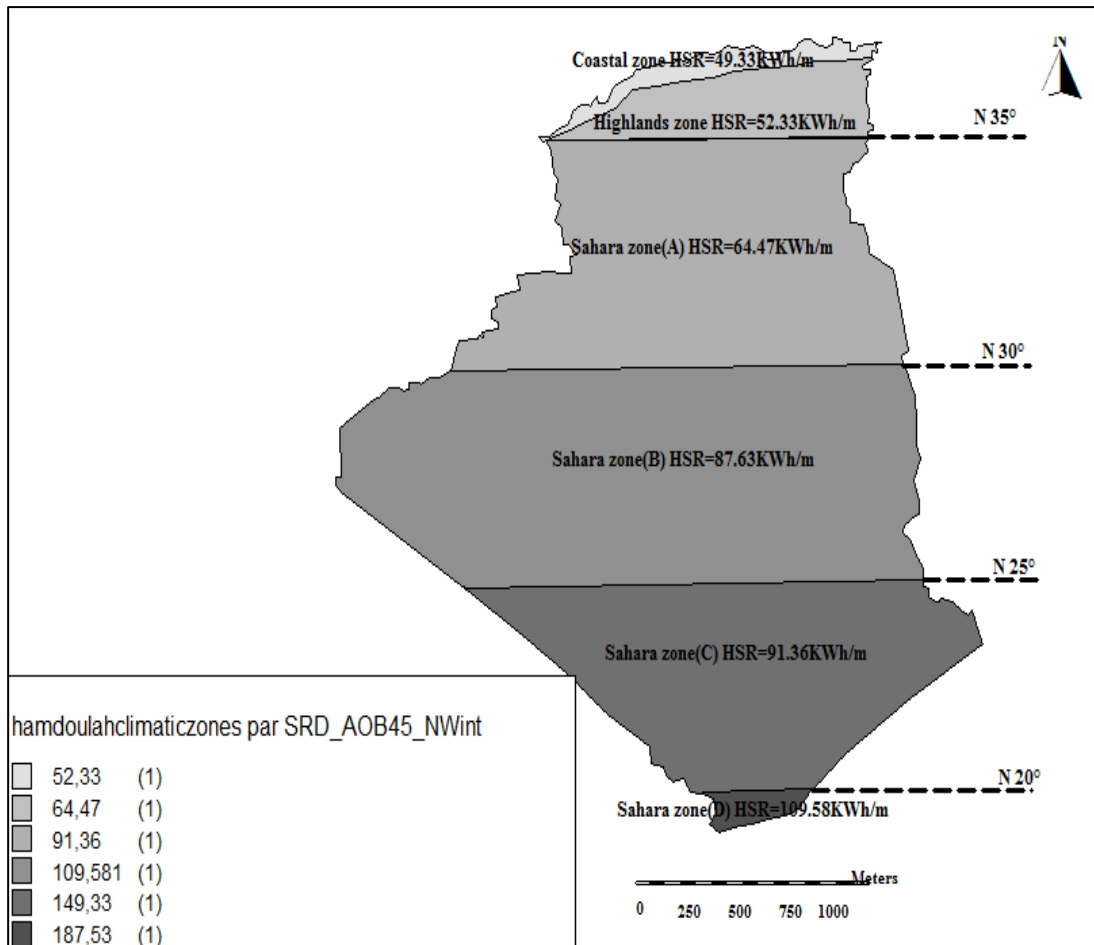 N
Coastal zone HSR=49.33KWh/m
N 35°
Highlands zone HSR=52.33KWh/m
Sahara zone(A) HSR=64.47KWh/m
N 30°
Sahara zone(B) HSR=87.63KWh/m
N 25°
Sahara zone(C) HSR=91.36KWh/m
N 20°
Sahara zone(D) HSR=109.58KWh/m
hamdoulahclimaticzones par SRD_AOB45_NWint
52,33 (1)
64,47 (1)
91,36 (1)
109,581 (1)
149,33 (1)
187,53 (1)
Meters
0 250 500 750 1000